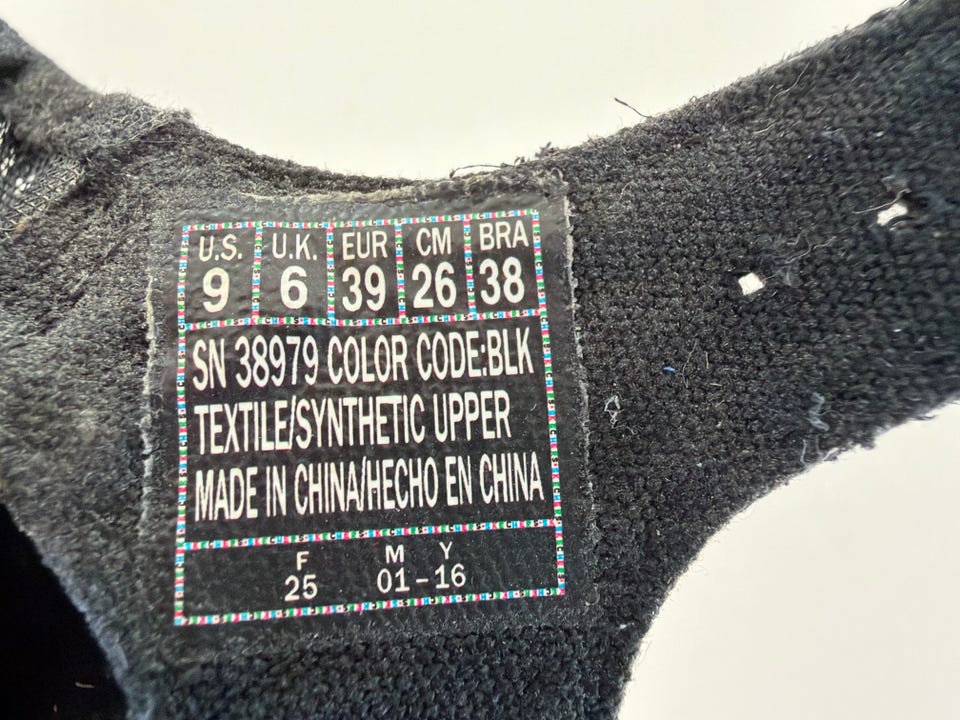 U.S. U.K. EUR CM BRA
9 6 39 26 38
SN 38979 COLOR CODE:BLK
TEXTILE/SYNTHETIC UPPER
MADE IN CHINA/HECHO EN CHINA
F M Y
25 01-16